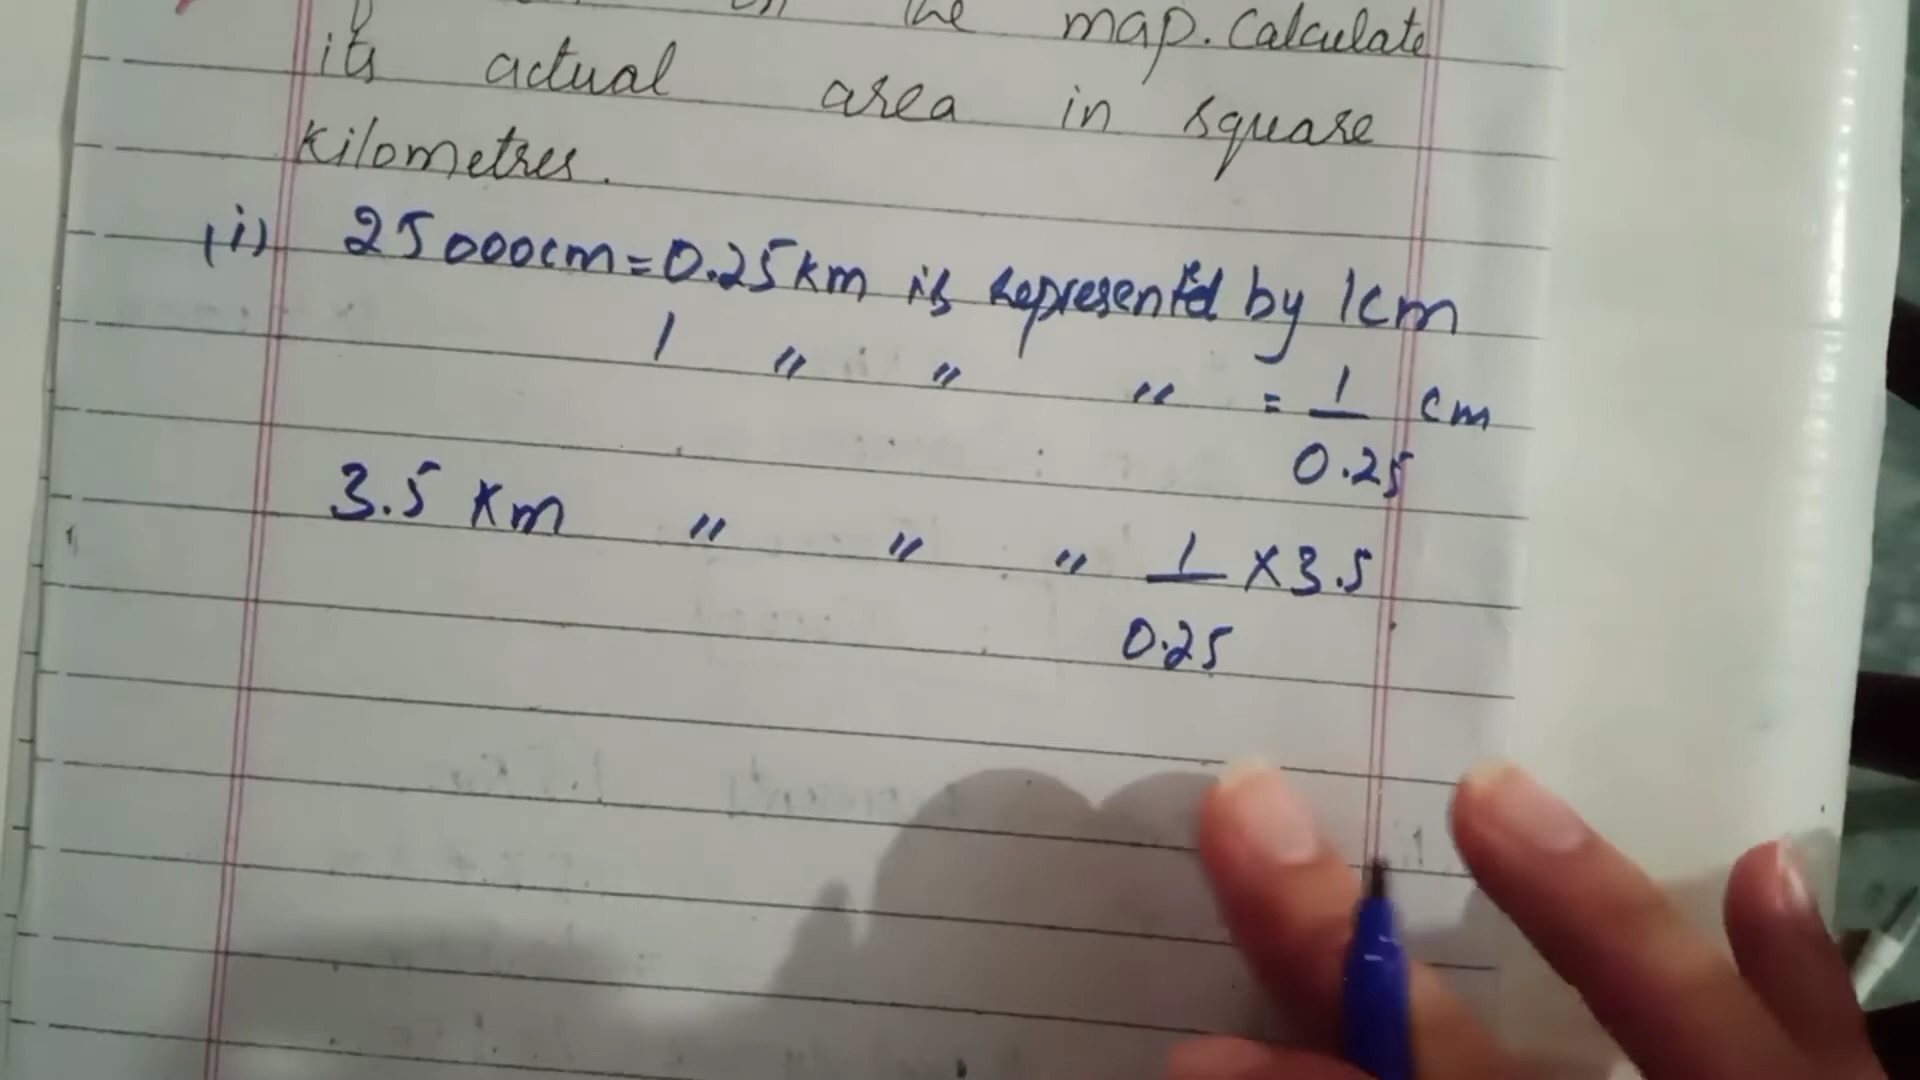 the map. Calculate
its actual area in square
kilometres.
(i) 25000cm=0.25km is represented by 1cm
1 " " " = 1/0.25 cm
3.5 km " " " 1/0.25 × 3.5